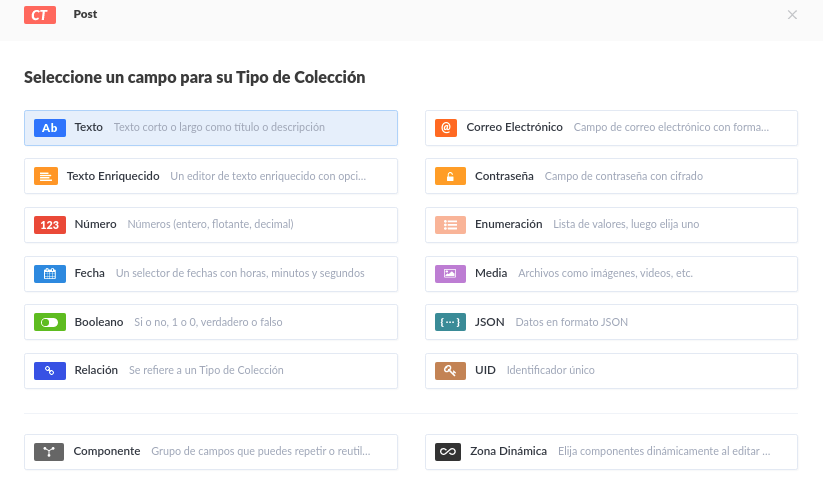 CT Post
Seleccione un campo para su Tipo de Colección
Ab Texto Texto corto o largo como título o descripción
@ Correo Electrónico Campo de correo electrónico con forma...
Texto Enriquecido Un editor de texto enriquecido con opci...
Contraseña Campo de contraseña con cifrado
123 Número Números (entero, flotante, decimal)
Enumeración Lista de valores, luego elija uno
Fecha Un selector de fechas con horas, minutos y segundos
Media Archivos como imágenes, videos, etc.
Booleano Si o no, 1 o 0, verdadero o falso
{···} JSON Datos en formato JSON
Relación Se refiere a un Tipo de Colección
UID Identificador único
Componente Grupo de campos que puedes repetir o reutil...
Zona Dinámica Elija componentes dinámicamente al editar ...